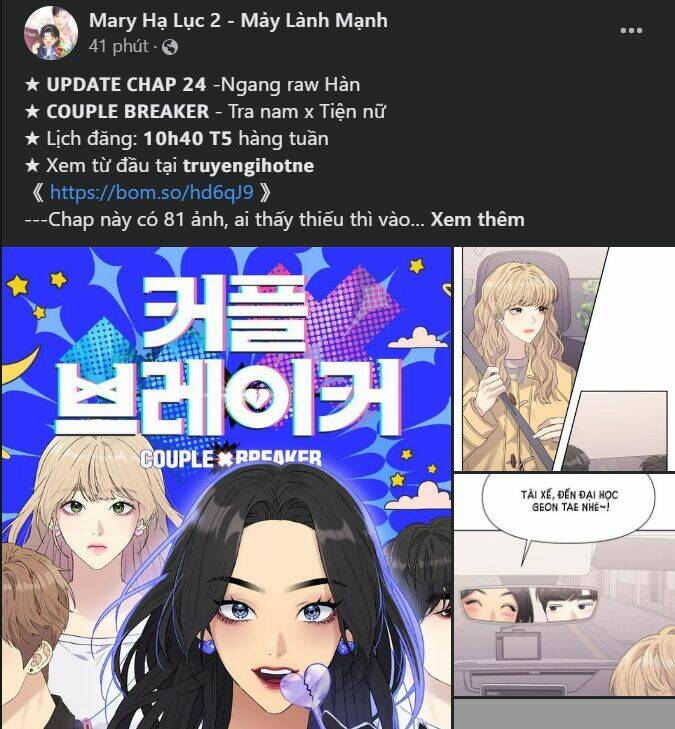 Mary Hạ Lục 2 - Mảy Lành Mạnh
41 phút ·
★ UPDATE CHAP 24 -Ngang raw Hàn
★ COUPLE BREAKER - Tra nam x Tiện nữ
★ Lịch đăng: 10h40 T5 hàng tuần
★ Xem từ đầu tại truyengihotne
《 https://bom.so/hd6qJ9 》
---Chap này có 81 ảnh, ai thấy thiếu thì vào... Xem thêm
커플
브레이커
COUPLE✖BREAKER
TÀI XẾ, ĐẾN ĐẠI HỌC
GEON TAE NHÉ~!